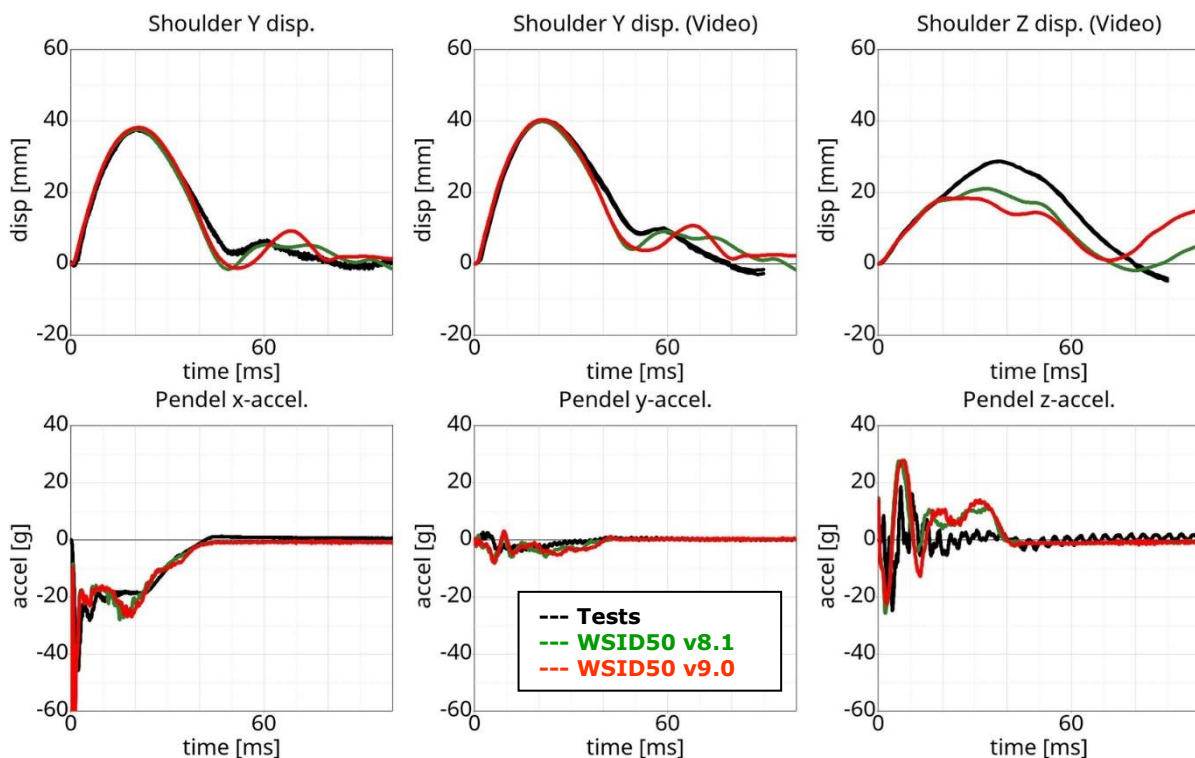 Shoulder Y disp. Shoulder Y disp. (Video) Shoulder Z disp. (Video)
60 60 60
40 40 40
disp [mm] disp [mm] disp [mm]
20 20 20
0 0 0
-20 -20 -20
0 60 0 60 0 60
time [ms] time [ms] time [ms]
Pendel x-accel. Pendel y-accel. Pendel z-accel.
40 40 40
20 20 20
accel [g] accel [g] accel [g]
0 0 0
-20 -20 -20
-40 -40 -40
-60 -60 -60
--- Tests
--- WSID50 v8.1
--- WSID50 v9.0
0 60 0 60 0 60
time [ms] time [ms] time [ms]